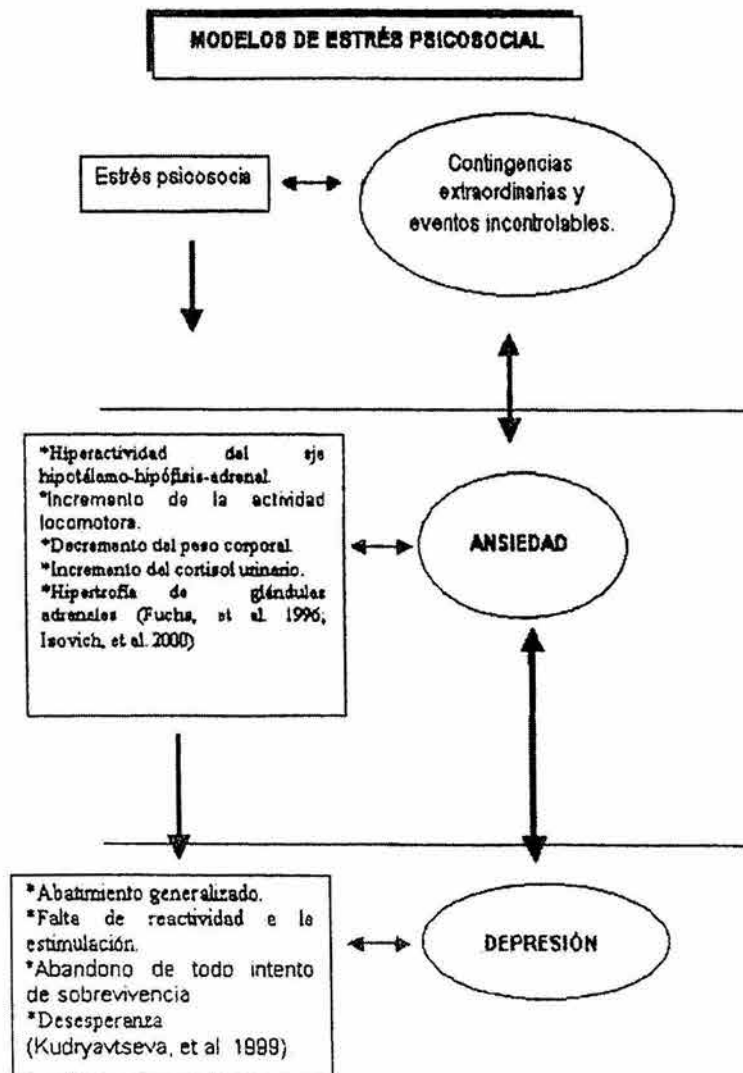 MODELOS DE ESTRÉS PSICOSOCIAL
Estrés psicosocia
Contingencias
extraordinarias y
eventos incontrolables.
*Hiperactividad del eje
hipotálamo-hipófisis-adrenal.
*Incremento de la actividad
locomotora.
*Decremento del peso corporal
*Incremento del cortisol urinario.
*Hipertrofia de glándulas
adrenales (Fuchs, et al 1996;
Isovich, et al. 2000)
ANSIEDAD
*Abatimiento generalizado.
*Falta de reactividad a la
estimulación.
*Abandono de todo intento
de sobrevivencia
*Desesperanza
(Kudryavtseva, et al 1999)
DEPRESIÓN